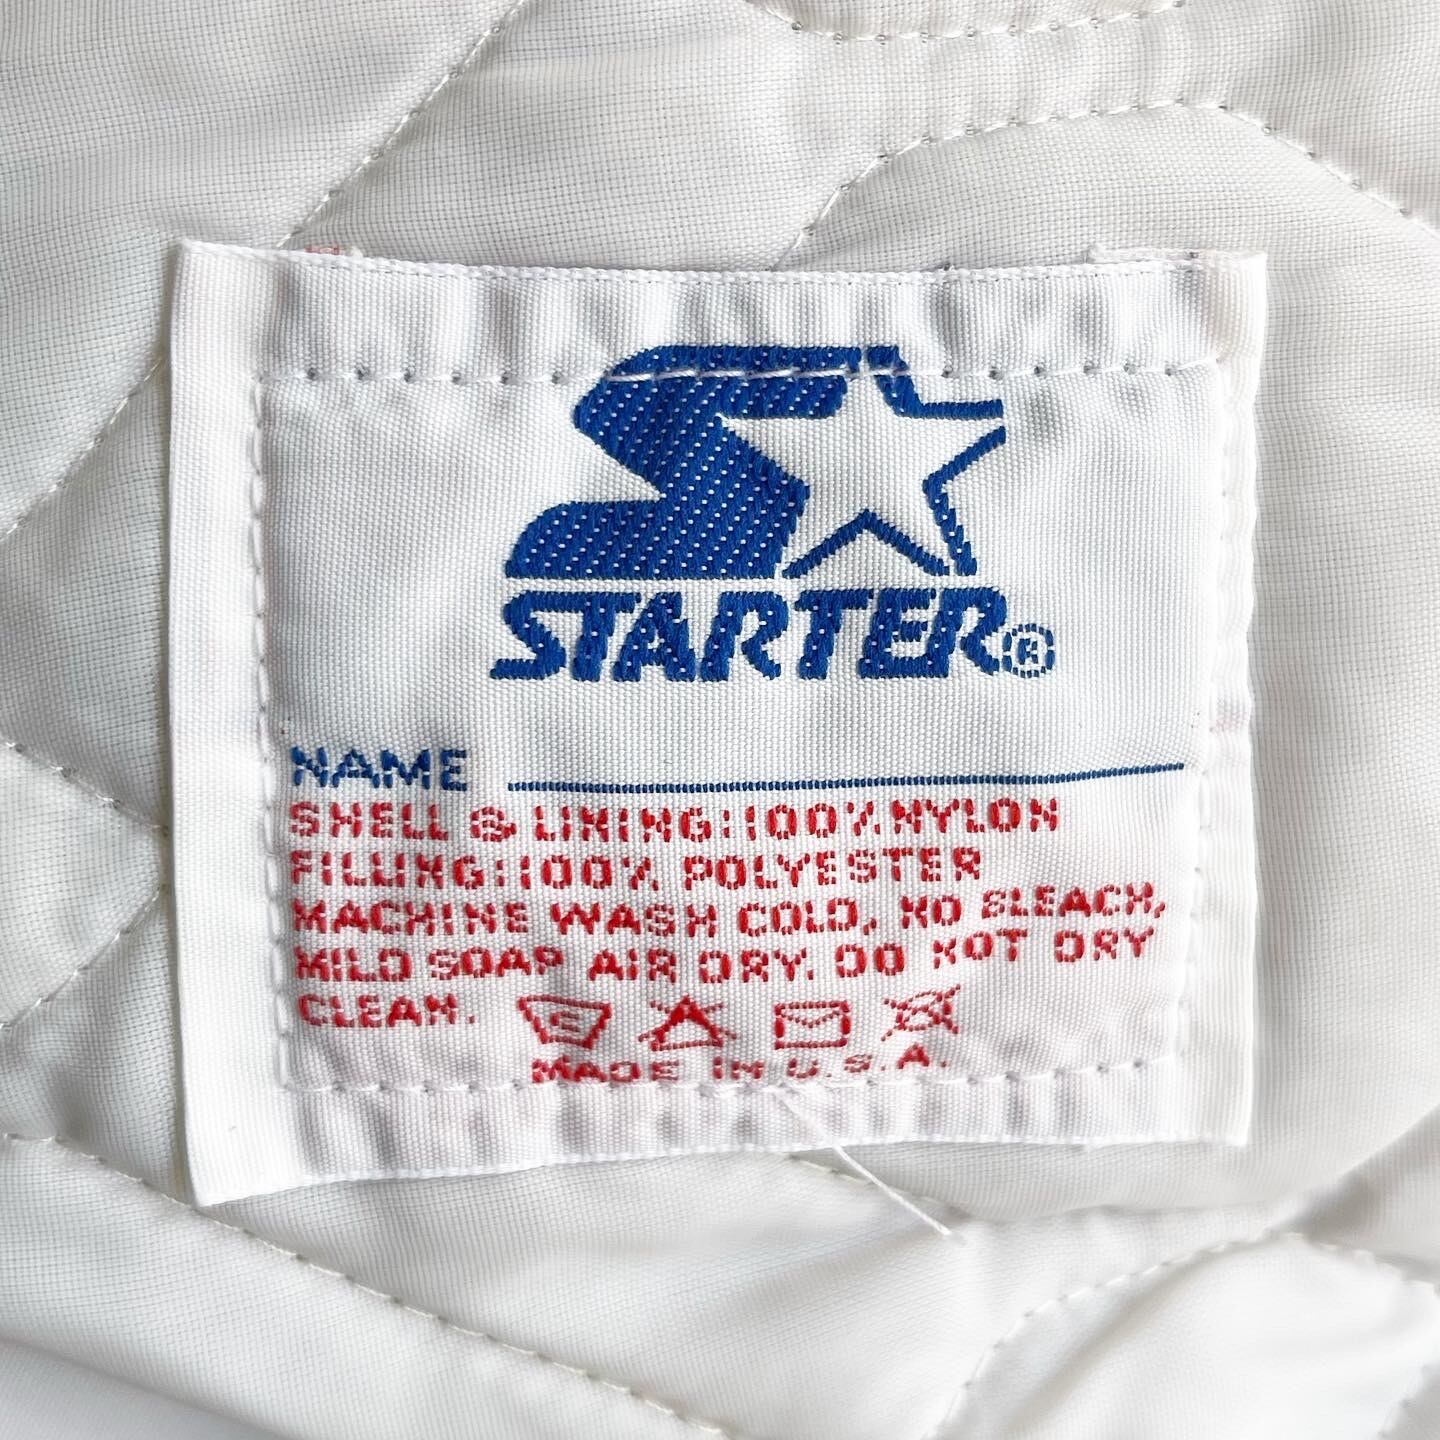 STARTER®
NAME
SHELL & LINING:100% NYLON
FILLING:100% POLYESTER
MACHINE WASH COLD, NO BLEACH,
MILD SOAP AIR DRY. DO NOT DRY
CLEAN.
MADE IN U.S.A.